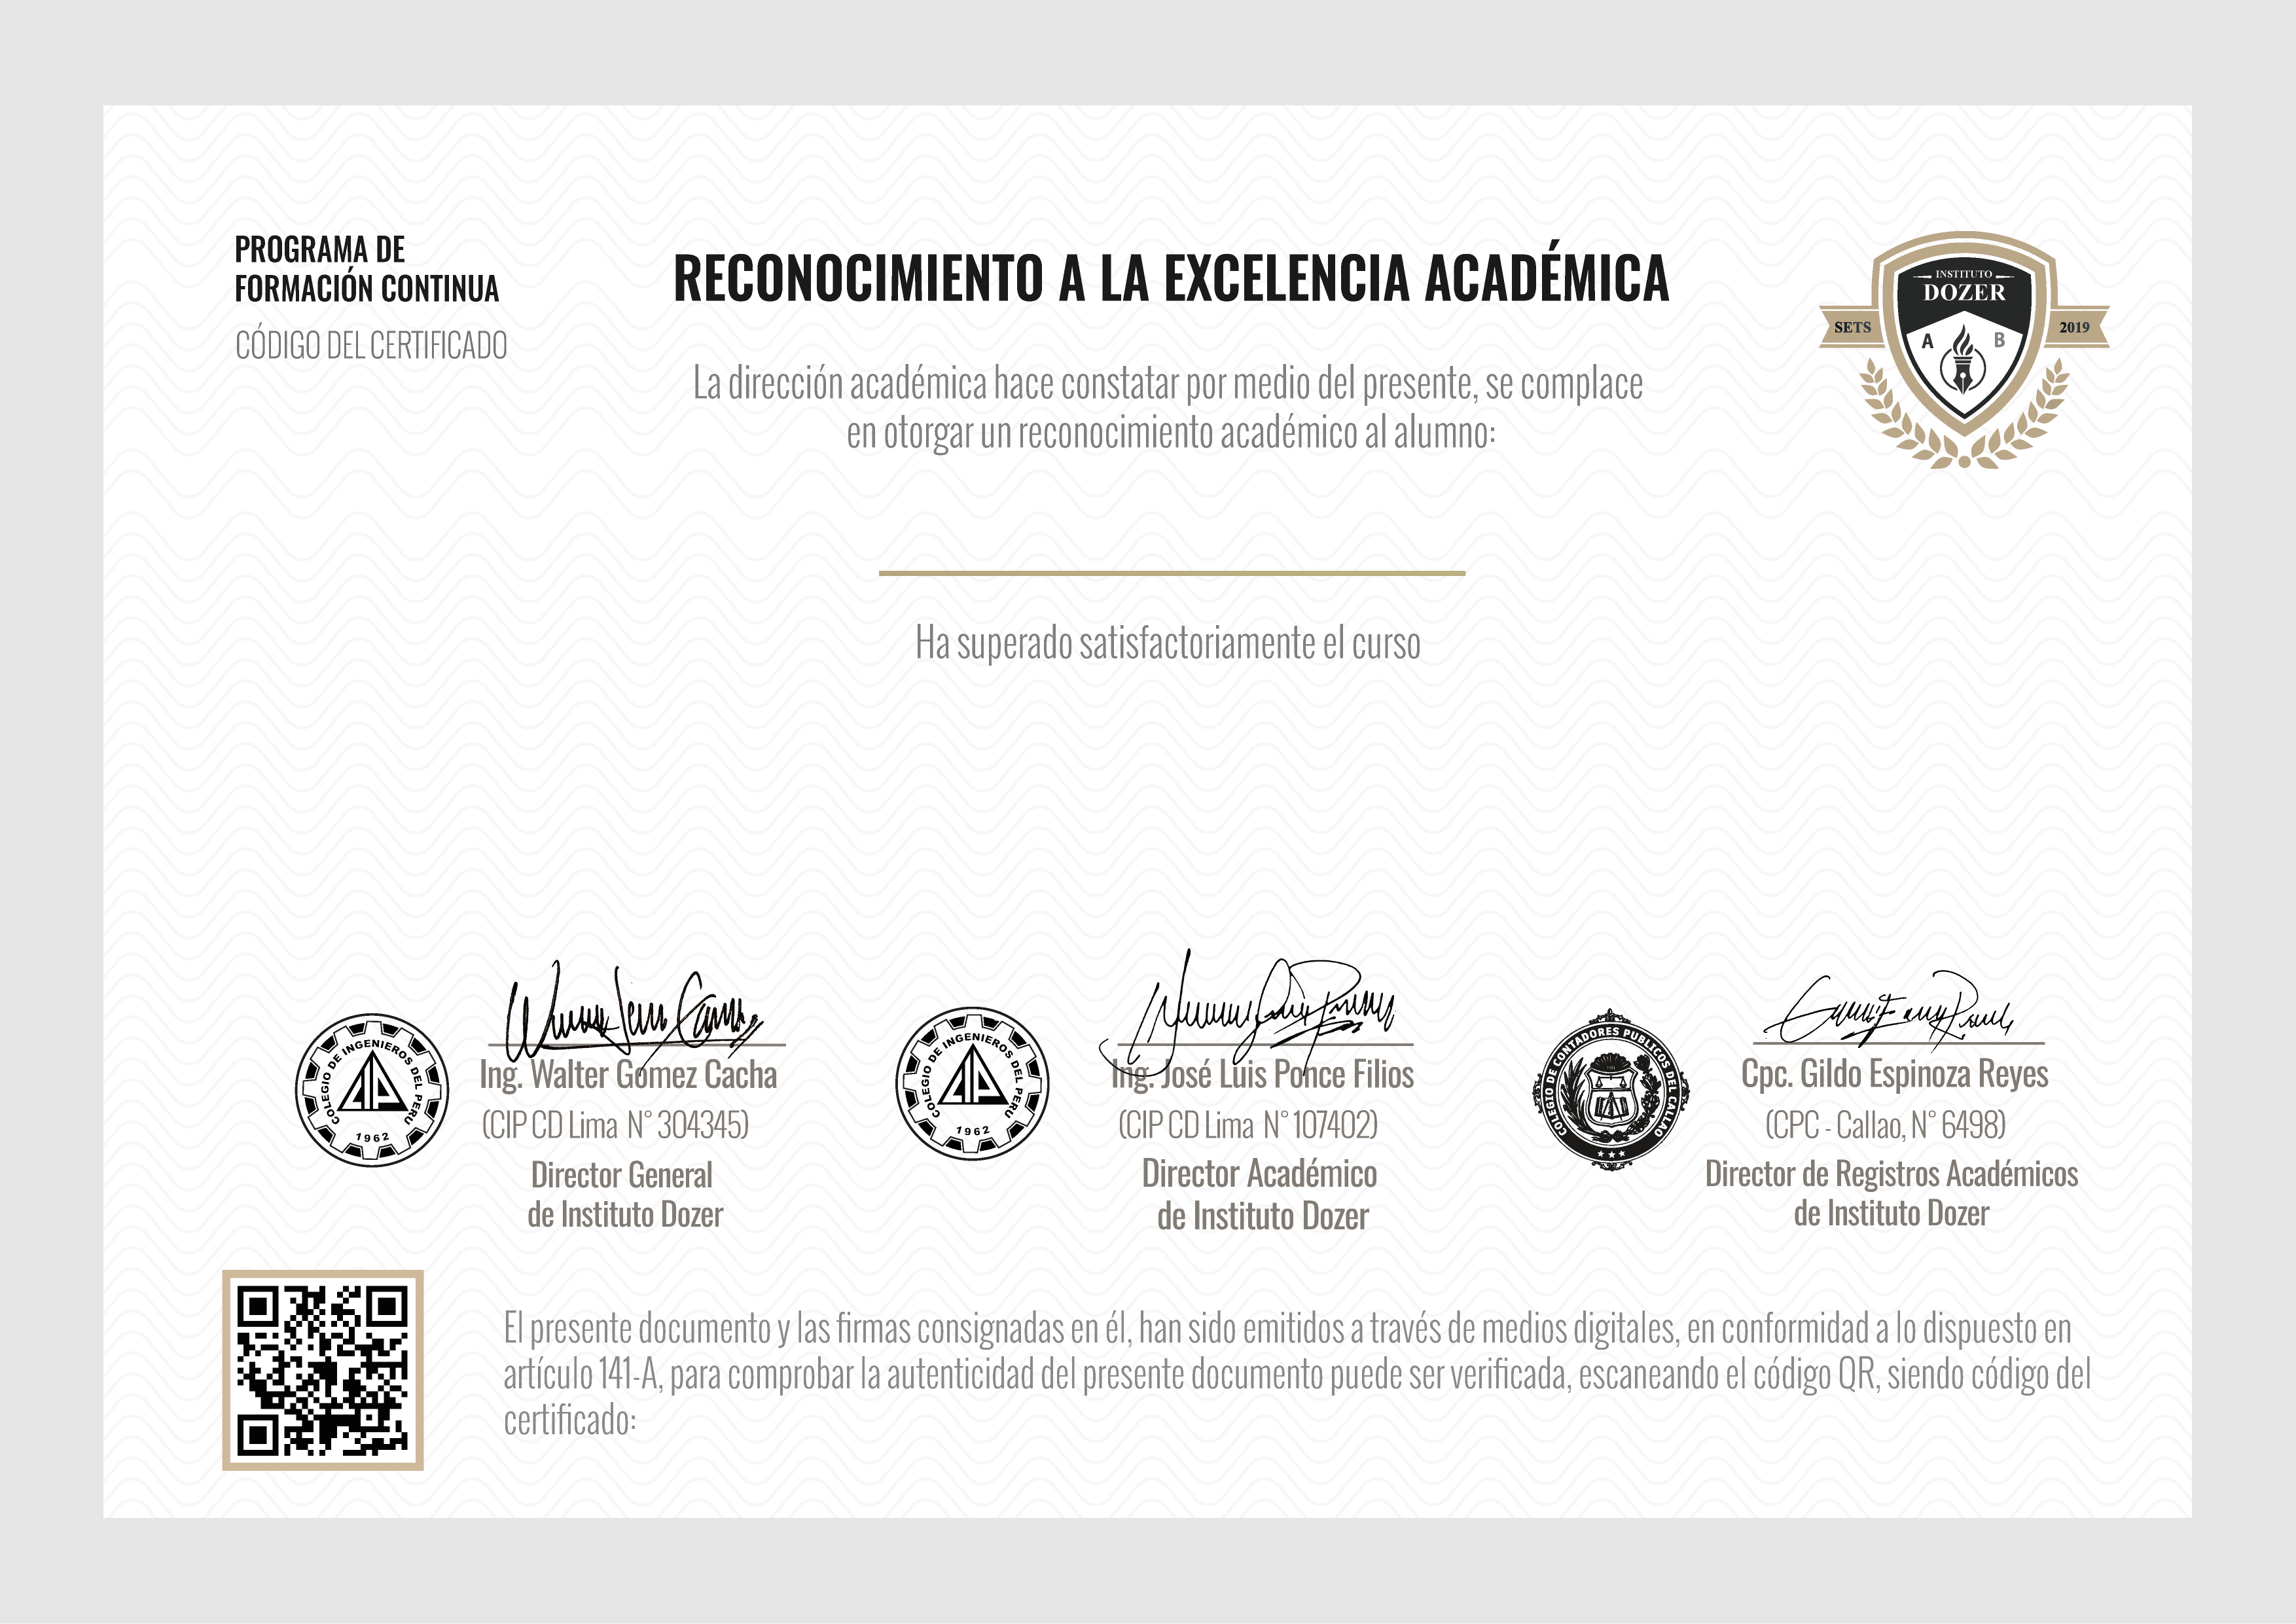 PROGRAMA DE
FORMACIÓN CONTINUA
CÓDIGO DEL CERTIFICADO
RECONOCIMIENTO A LA EXCELENCIA ACADÉMICA
La dirección académica hace constatar por medio del presente, se complace
en otorgar un reconocimiento académico al alumno:
INSTITUTO
DOZER
SETS
2019
A
B
Ha superado satisfactoriamente el curso
COLEGIO DE INGENIEROS DEL PERU
1962
Ing. Walter Gómez Cacha
(CIP CD Lima N° 304345)
Director General
de Instituto Dozer
COLEGIO DE INGENIEROS DEL PERU
1962
Ing. José Luis Ponce Filios
(CIP CD Lima N° 107402)
Director Académico
de Instituto Dozer
COLEGIO DE CONTADORES PUBLICOS DEL CALLAO
Cpc. Gildo Espinoza Reyes
(CPC - Callao, N° 6498)
Director de Registros Académicos
de Instituto Dozer
El presente documento y las firmas consignadas en él, han sido emitidos a través de medios digitales, en conformidad a lo dispuesto en
artículo 141-A, para comprobar la autenticidad del presente documento puede ser verificada, escaneando el código QR, siendo código del
certificado: